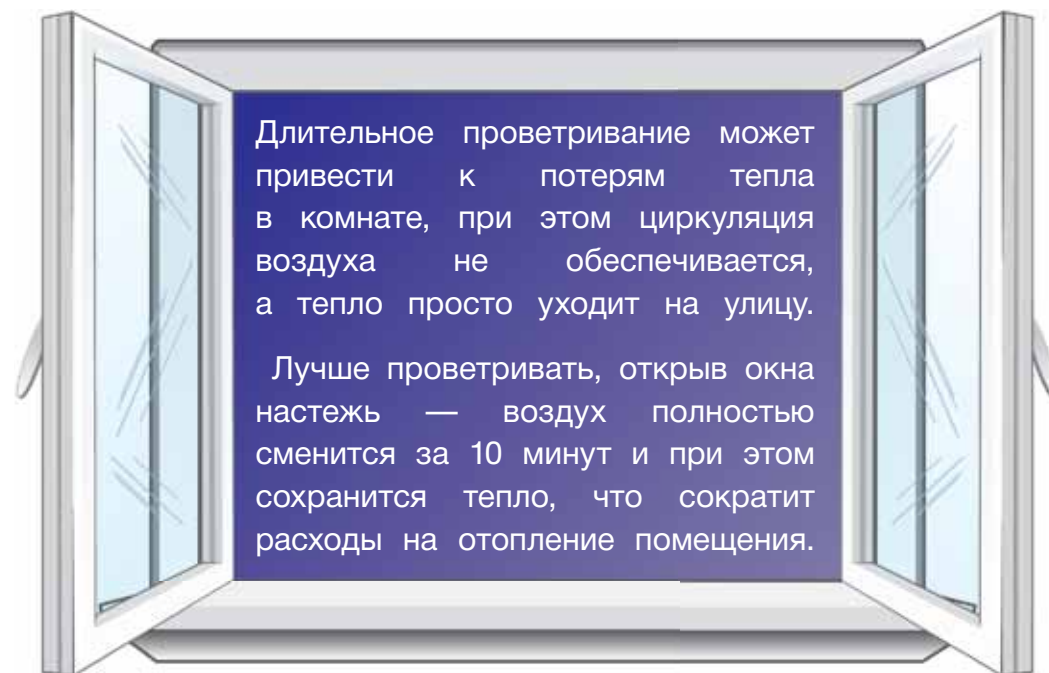 Длительное проветривание может
привести к потерям тепла
в комнате, при этом циркуляция
воздуха не обеспечивается,
а тепло просто уходит на улицу.
Лучше проветривать, открыв окна
настежь — воздух полностью
сменится за 10 минут и при этом
сохранится тепло, что сократит
расходы на отопление помещения.